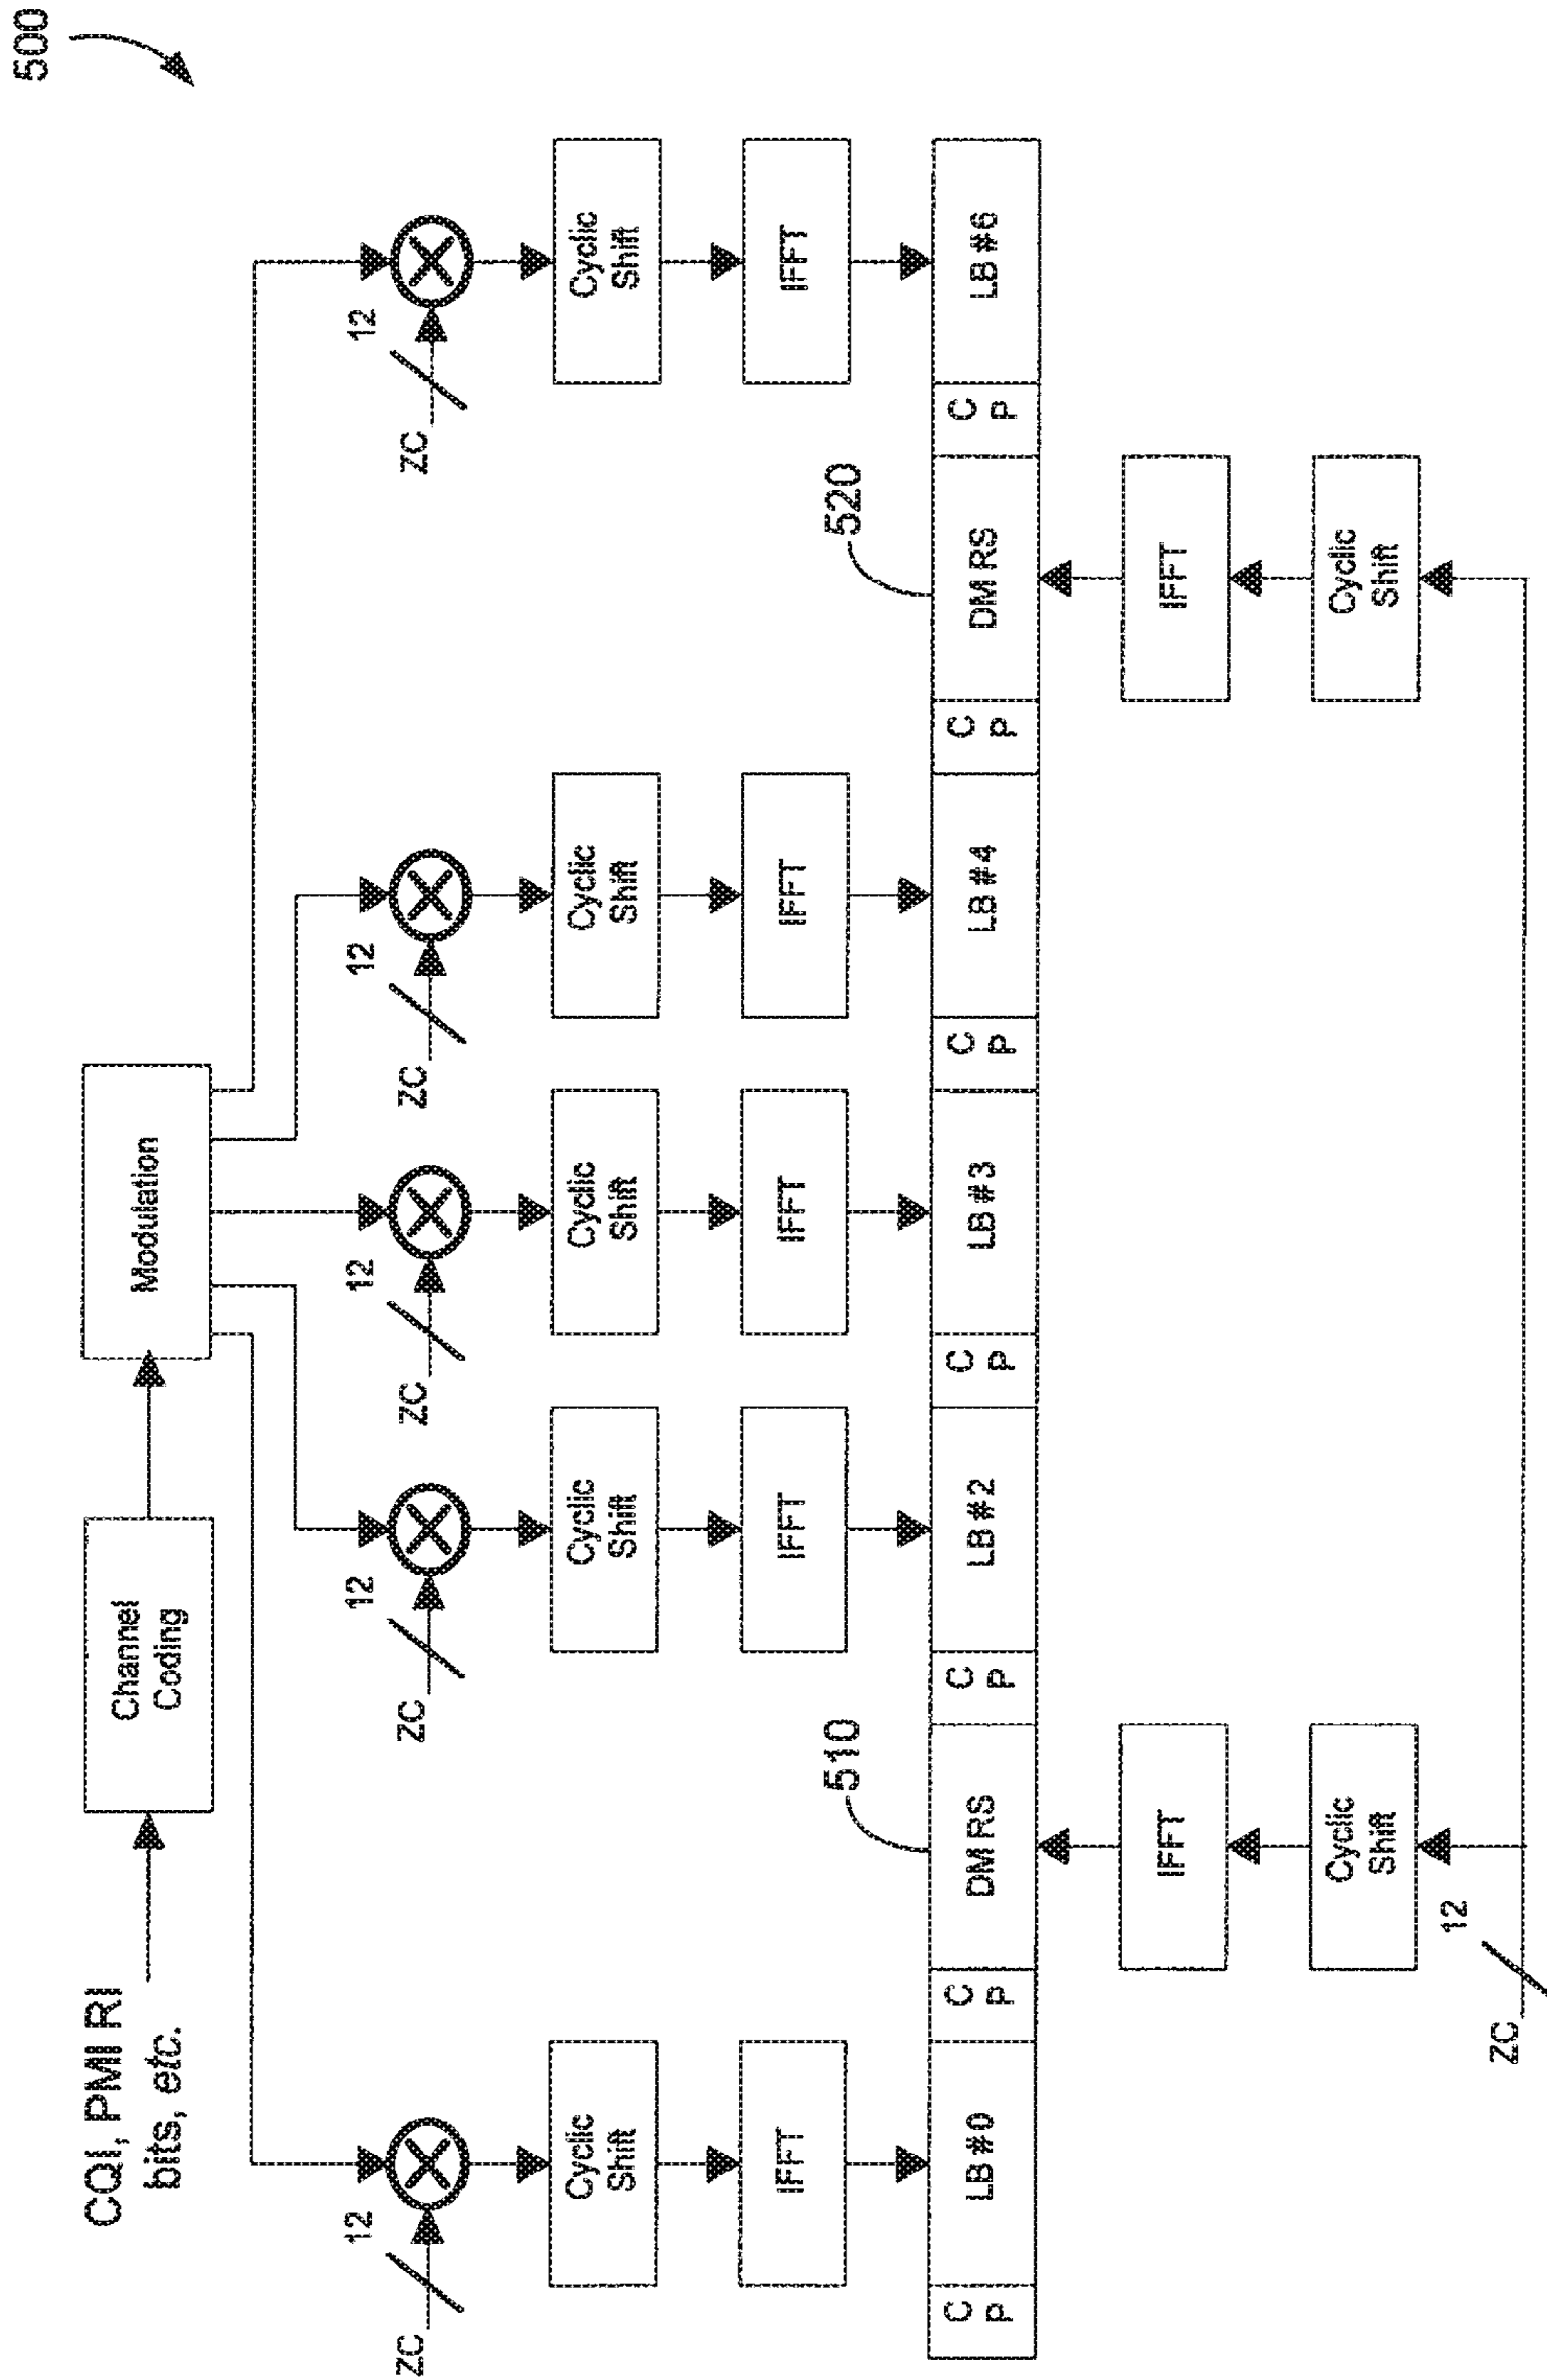 500
CQI, PMI RI
bits, etc.
Channel
Coding
Modulation
12
12
12
12
12
ZC
ZC
ZC
ZC
ZC
Cyclic
Shift
Cyclic
Shift
Cyclic
Shift
Cyclic
Shift
Cyclic
Shift
IFFT
IFFT
IFFT
IFFT
IFFT
510
520
C
P
LB #0
C
P
DM RS
C
P
LB #2
C
P
LB #3
C
P
LB #4
C
P
DM RS
C
P
LB #6
IFFT
IFFT
Cyclic
Shift
Cyclic
Shift
12
ZC